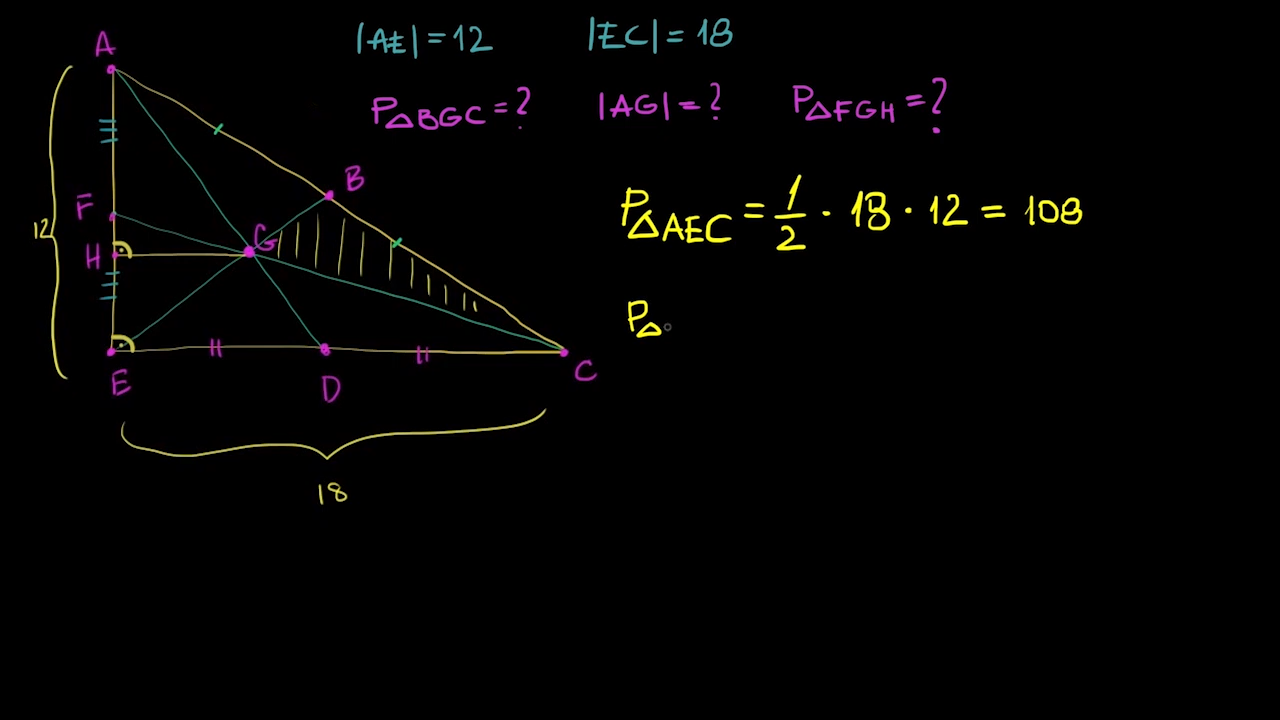 |AE| = 12 |EC| = 18
P△BGC = ? |AG| = ? P△FGH = ?
P△AEC = 1/2 · 18 · 12 = 108
P△
A
B
F
G
H
12
E
D
C
18